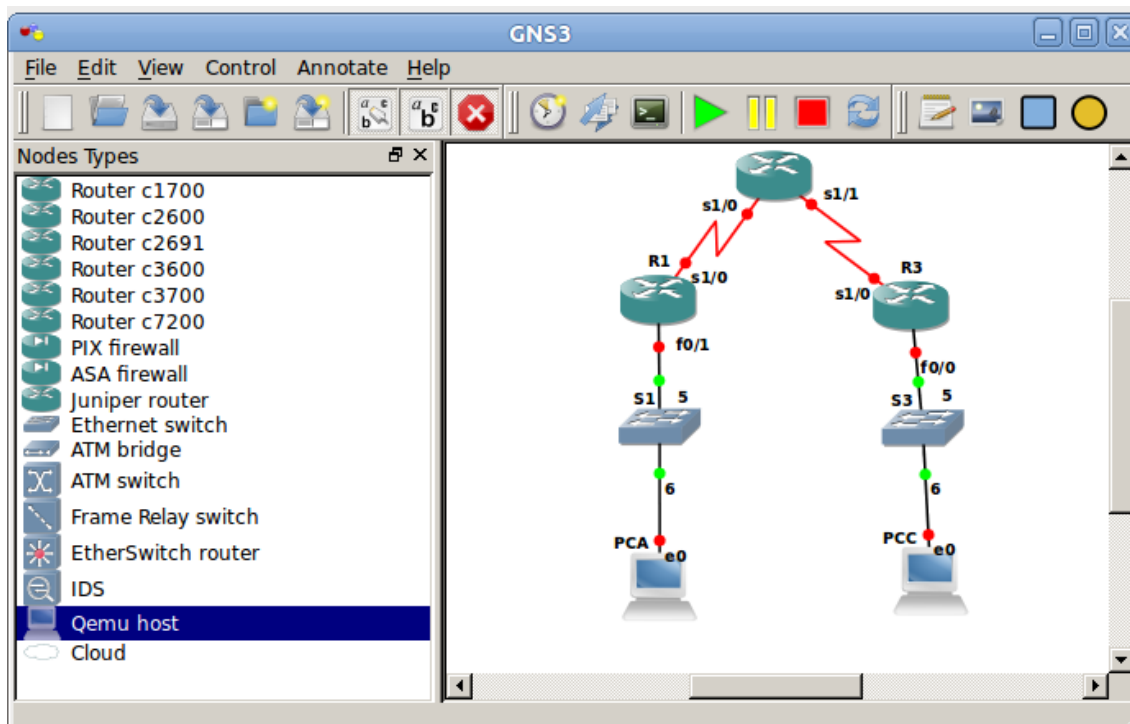 GNS3
File Edit View Control Annotate Help
Nodes Types
Router c1700
Router c2600
Router c2691
Router c3600
Router c3700
Router c7200
PIX firewall
ASA firewall
Juniper router
Ethernet switch
ATM bridge
ATM switch
Frame Relay switch
EtherSwitch router
IDS
Qemu host
Cloud
s1/0
s1/1
R1
s1/0
R3
s1/0
f0/1
f0/0
S1 5
S3 5
6
6
PCA
e0
PCC
e0